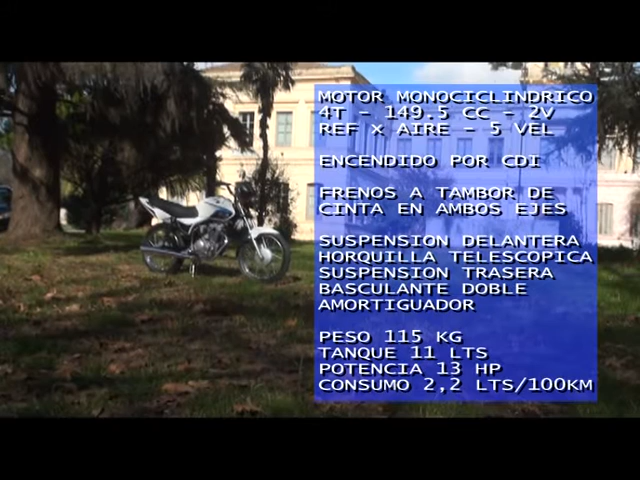 MOTOR MONOCICLINDRICO
4T - 149.5 CC - 2V
REF x AIRE - 5 VEL
ENCENDIDO POR CDI
FRENOS A TAMBOR DE
CINTA EN AMBOS EJES
SUSPENSION DELANTERA
HORQUILLA TELESCOPICA
SUSPENSION TRASERA
BASCULANTE DOBLE
AMORTIGUADOR
PESO 115 KG
TANQUE 11 LTS
POTENCIA 13 HP
CONSUMO 2,2 LTS/100KM